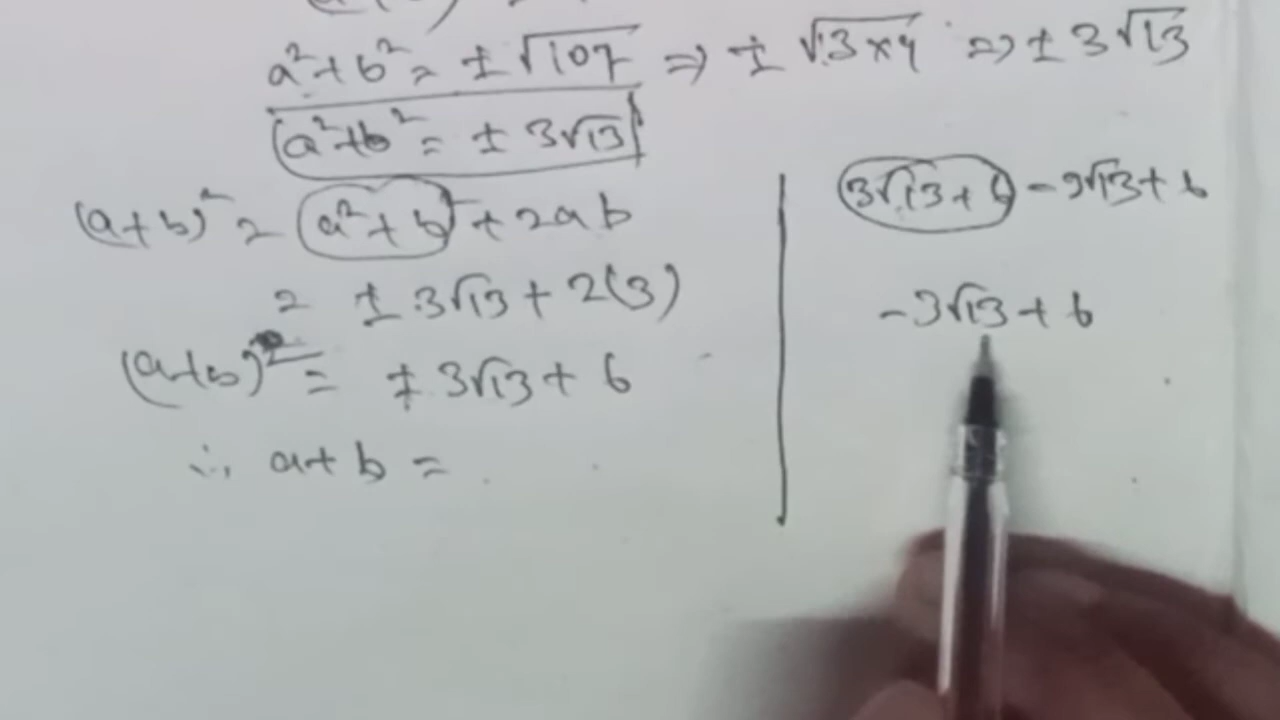 a²+b² = ±√107 ⇒ ±√13×9 ⇒ ±3√13
a²+b² = ±3√13
(a+b)² = a²+b² + 2ab
= ±3√13 + 2(3)
(a+b)² = ±3√13 + 6
∴ a+b =
3√13+6 -3√13+6
-3√13+6